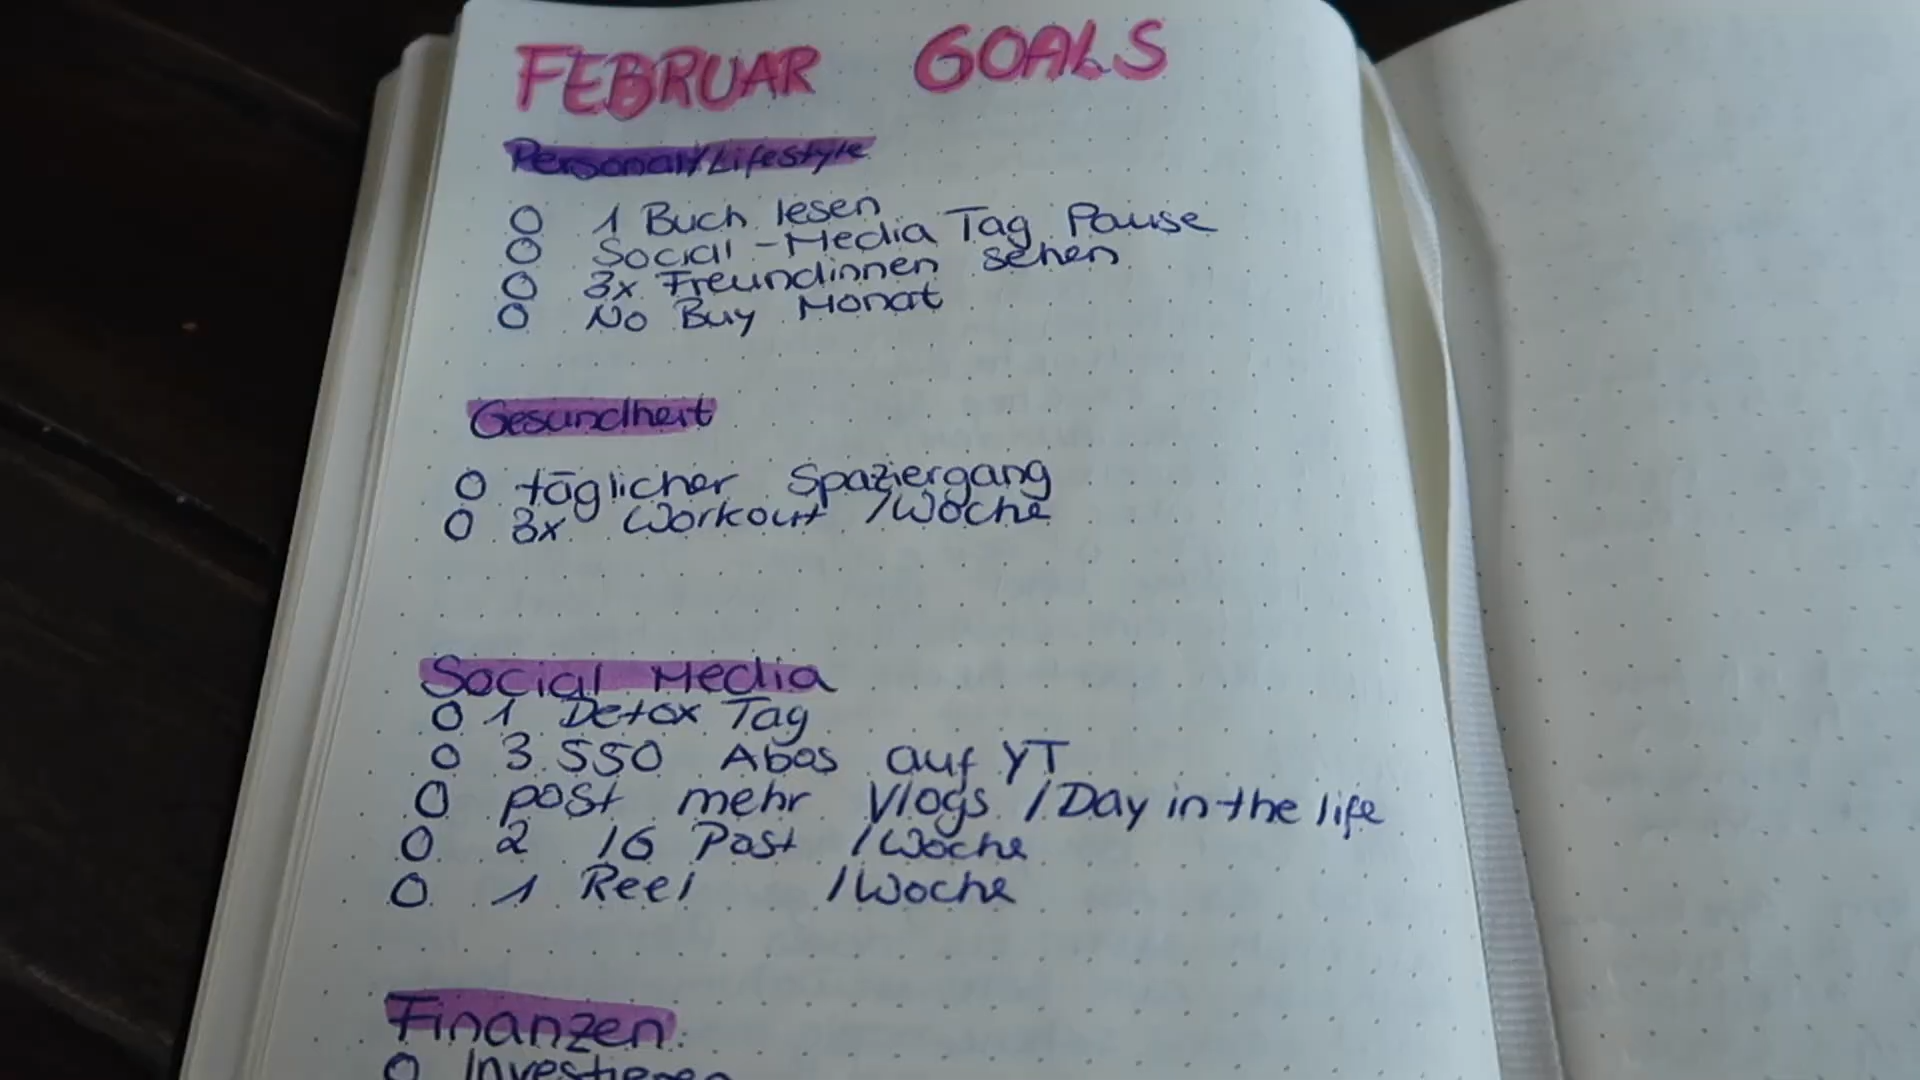 FEBRUAR GOALS
Personal/Lifestyle
O 1 Buch lesen
O Social-Media Tag Pause
O 3x Freundinnen sehen
O No Buy Monat
Gesundheit
O täglicher Spaziergang
O 3x Workout /Woche
Social Media
O 1 Detox Tag
O 3.550 Abos auf YT
O post mehr Vlogs /Day in the life
O 2 IG Post /Woche
O 1 Reel /Woche
Finanzen
O Investieren